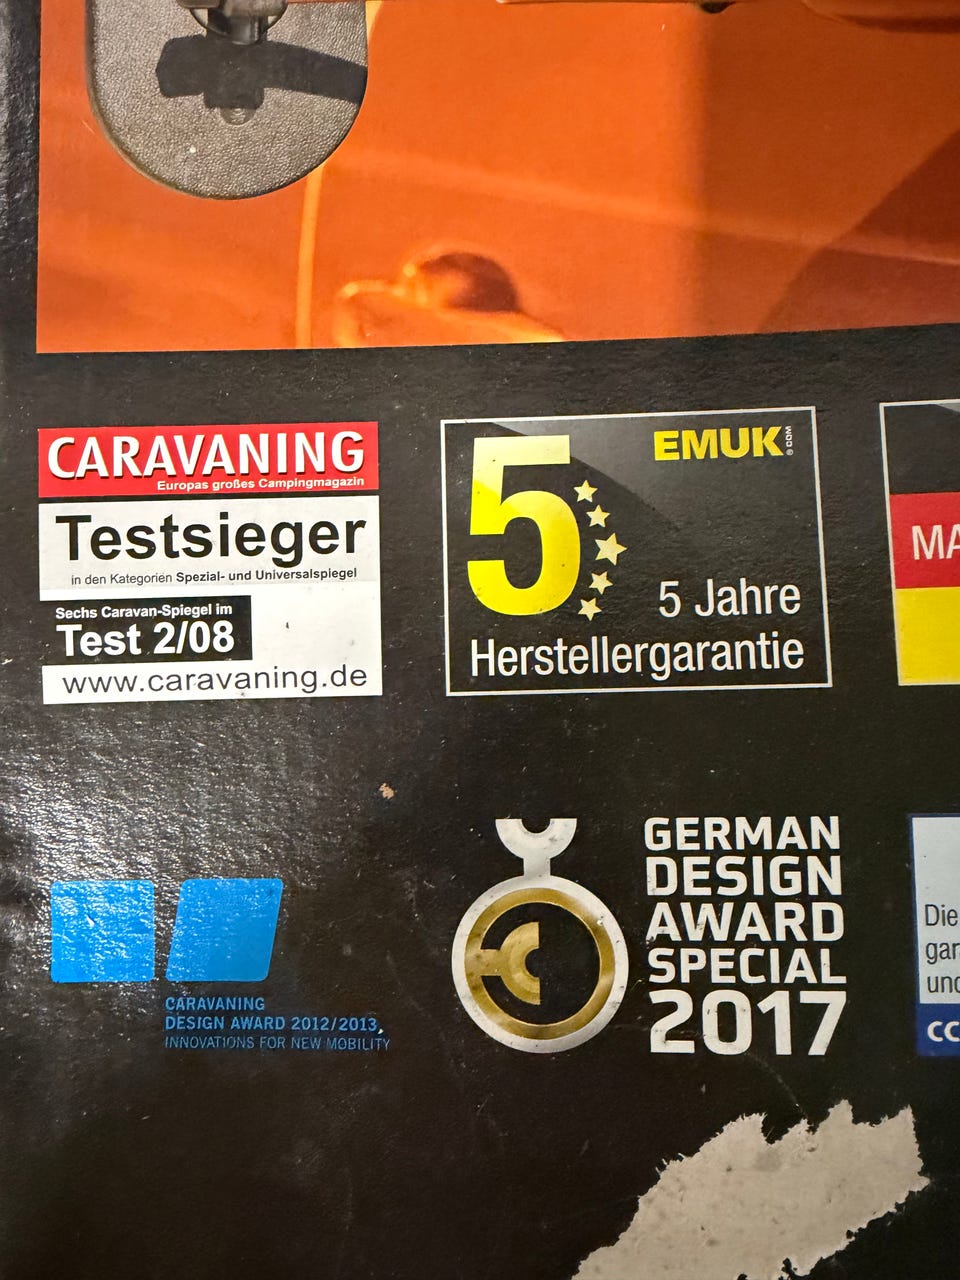 CARAVANING
Europas großes Campingmagazin
Testsieger
in den Kategorien Spezial- und Universalspiegel
Sechs Caravan-Spiegel im
Test 2/08
www.caravaning.de
5
EMUK.COM
5 Jahre
Herstellergarantie
MA
CARAVANING
DESIGN AWARD 2012/2013
INNOVATIONS FOR NEW MOBILITY
GERMAN
DESIGN
AWARD
SPECIAL
2017
Die
gar
und
CC